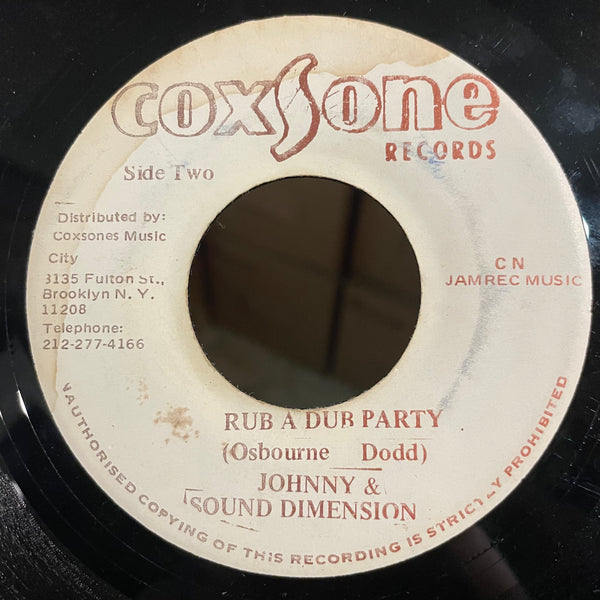 coxsone
RECORDS
Side Two
Distributed by:
Coxsones Music
City
3135 Fulton St.,
Brooklyn N. Y.
11208
Telephone:
212-277-4166
C N
JAMREC MUSIC
RUB A DUB PARTY
(Osbourne Dodd)
JOHNNY &
SOUND DIMENSION
NAUTHORISED COPYING OF THIS RECORDING IS STRICTLY PROHIBITED